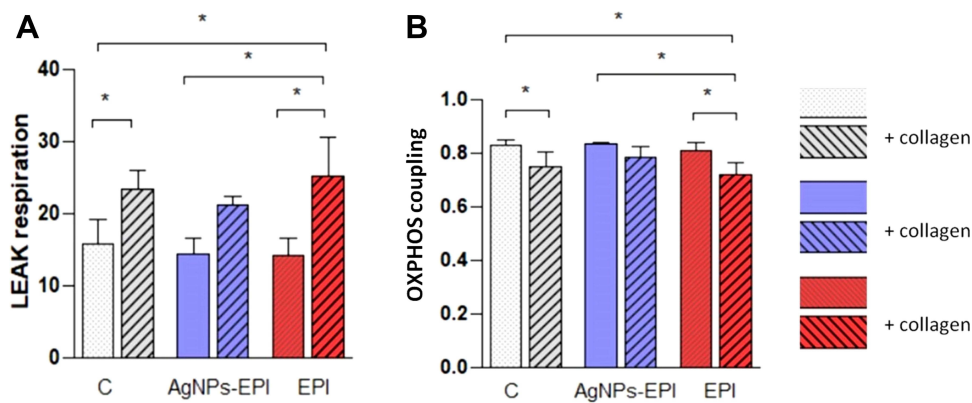 A
*
*
*
*
LEAK respiration
40
30
20
10
0
C
AgNPs-EPI
EPI
B
*
*
*
*
OXPHOS coupling
1.0
0.8
0.6
0.4
0.2
0.0
C
AgNPs-EPI
EPI
+ collagen
+ collagen
+ collagen